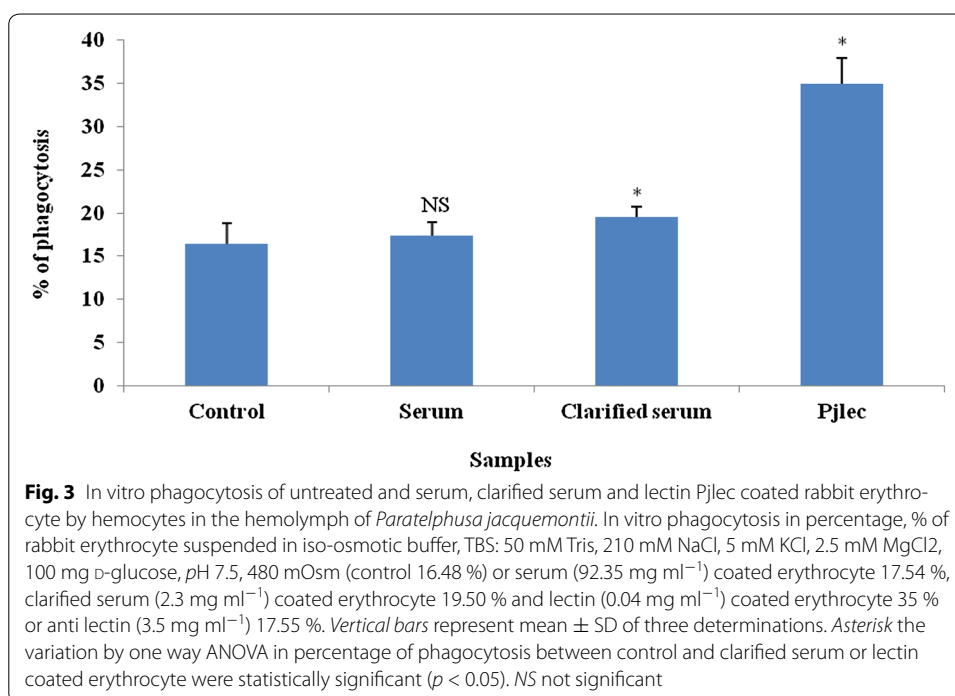 40
35
30
25
20
15
10
5
0
% of phagocytosis
NS
*
*
Control Serum Clarified serum Pjlec
Samples
Fig. 3 In vitro phagocytosis of untreated and serum, clarified serum and lectin Pjlec coated rabbit erythro-
cyte by hemocytes in the hemolymph of Paratelphusa jacquemontii. In vitro phagocytosis in percentage, % of
rabbit erythrocyte suspended in iso-osmotic buffer, TBS: 50 mM Tris, 210 mM NaCl, 5 mM KCl, 2.5 mM MgCl2,
100 mg D-glucose, pH 7.5, 480 mOsm (control 16.48 %) or serum (92.35 mg ml⁻¹) coated erythrocyte 17.54 %,
clarified serum (2.3 mg ml⁻¹) coated erythrocyte 19.50 % and lectin (0.04 mg ml⁻¹) coated erythrocyte 35 %
or anti lectin (3.5 mg ml⁻¹) 17.55 %. Vertical bars represent mean ± SD of three determinations. Asterisk the
variation by one way ANOVA in percentage of phagocytosis between control and clarified serum or lectin
coated erythrocyte were statistically significant (p < 0.05). NS not significant